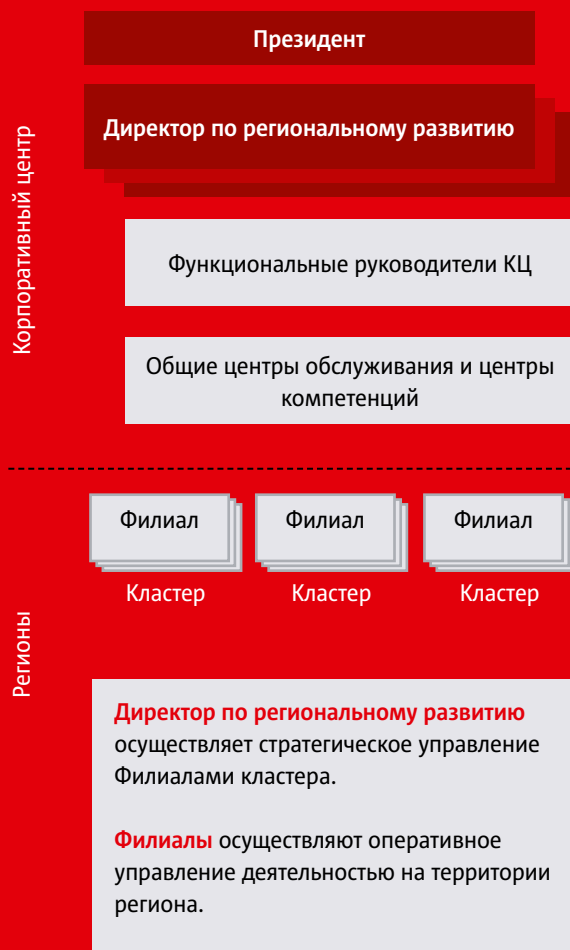 Президент
Директор по региональному развитию
Корпоративный центр
Функциональные руководители КЦ
Общие центры обслуживания и центры
компетенций
Филиал
Филиал
Филиал
Кластер
Кластер
Кластер
Регионы
Директор по региональному развитию
осуществляет стратегическое управление
Филиалами кластера.
Филиалы осуществляют оперативное
управление деятельностью на территории
региона.